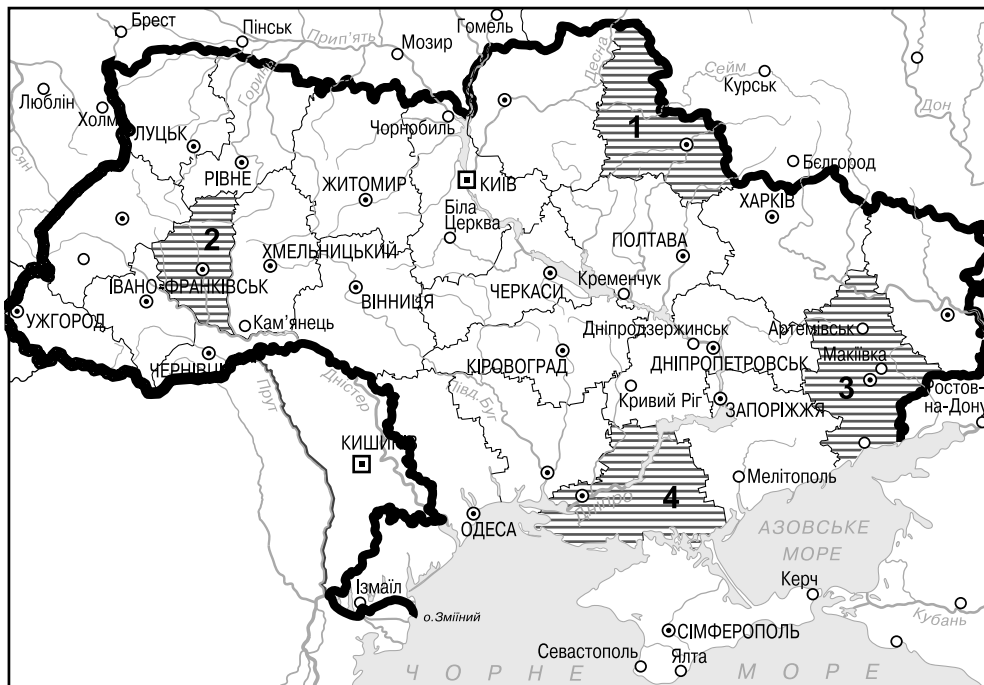 Брест
Пінськ
Прип'ять
Мозир
Гомель
Десна
Сейм
Курськ
Дон
Люблін
Холм
Горинь
ЛУЦЬК
Чорнобиль
1
Бєлгород
Сян
РІВНЕ
ЖИТОМИР
КИЇВ
ХАРКІВ
2
Біла
Церква
ПОЛТАВА
ХМЕЛЬНИЦЬКИЙ
ІВАНО-ФРАНКІВСЬК
ВІННИЦЯ
ЧЕРКАСИ
Кременчук
УЖГОРОД
Кам'янець
Дніпродзержинськ
Артемівськ
ЧЕРНІВЦІ
КІРОВОГРАД
ДНІПРОПЕТРОВСЬК
Макіївка
3
Прут
Дністер
Півд. Буг
Кривий Ріг
ЗАПОРІЖЖЯ
Ростов-
на-Дону
КИШИНІВ
Мелітополь
4
Дніпро
ОДЕСА
АЗОВСЬКЕ
МОРЕ
Ізмаїл
Керч
о.Зміїний
Кубань
СІМФЕРОПОЛЬ
Севастополь
Ялта
ЧОРНЕ МОРЕ